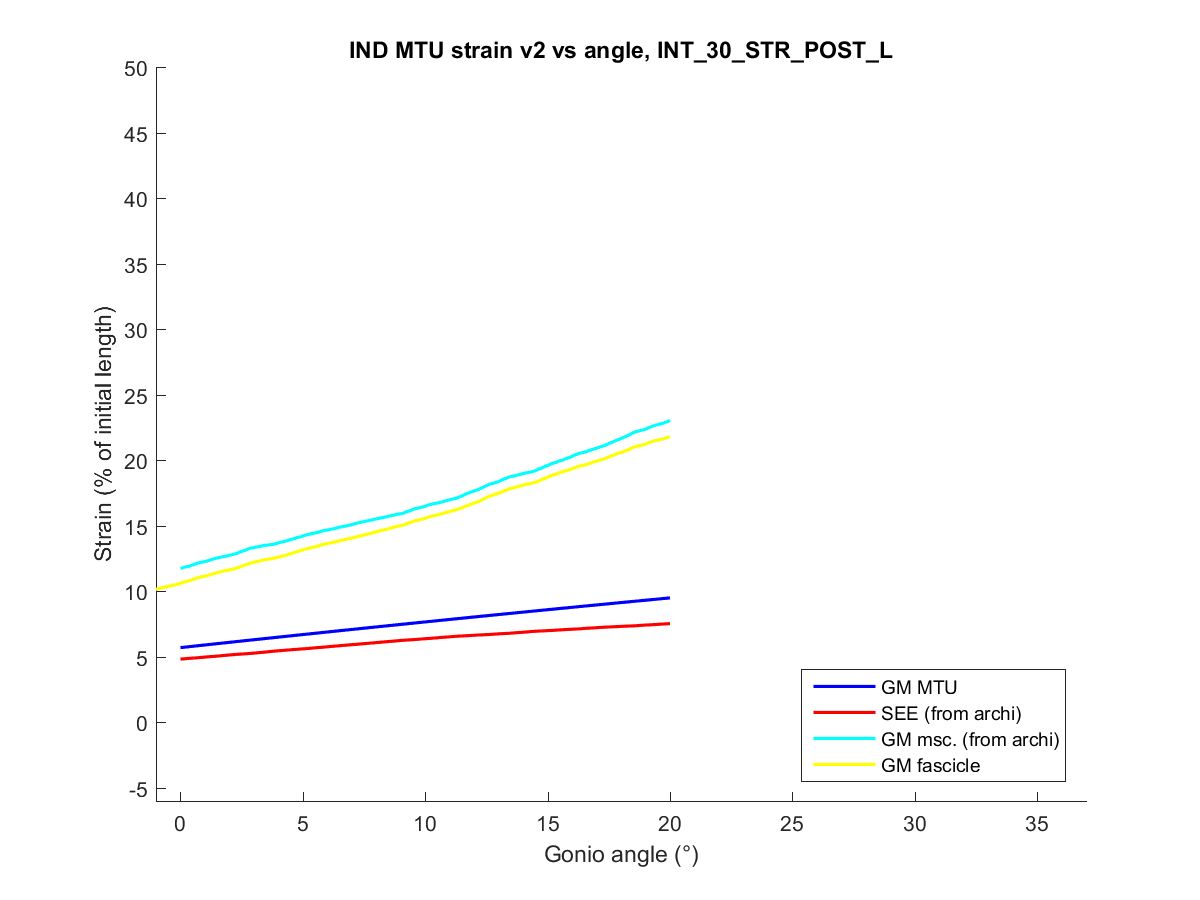 IND MTU strain v2 vs angle, INT_30_STR_POST_L
50
45
40
35
30
25
20
15
10
5
0
-5
Strain (% of initial length)
0 5 10 15 20 25 30 35
Gonio angle (°)
GM MTU
SEE (from archi)
GM msc. (from archi)
GM fascicle